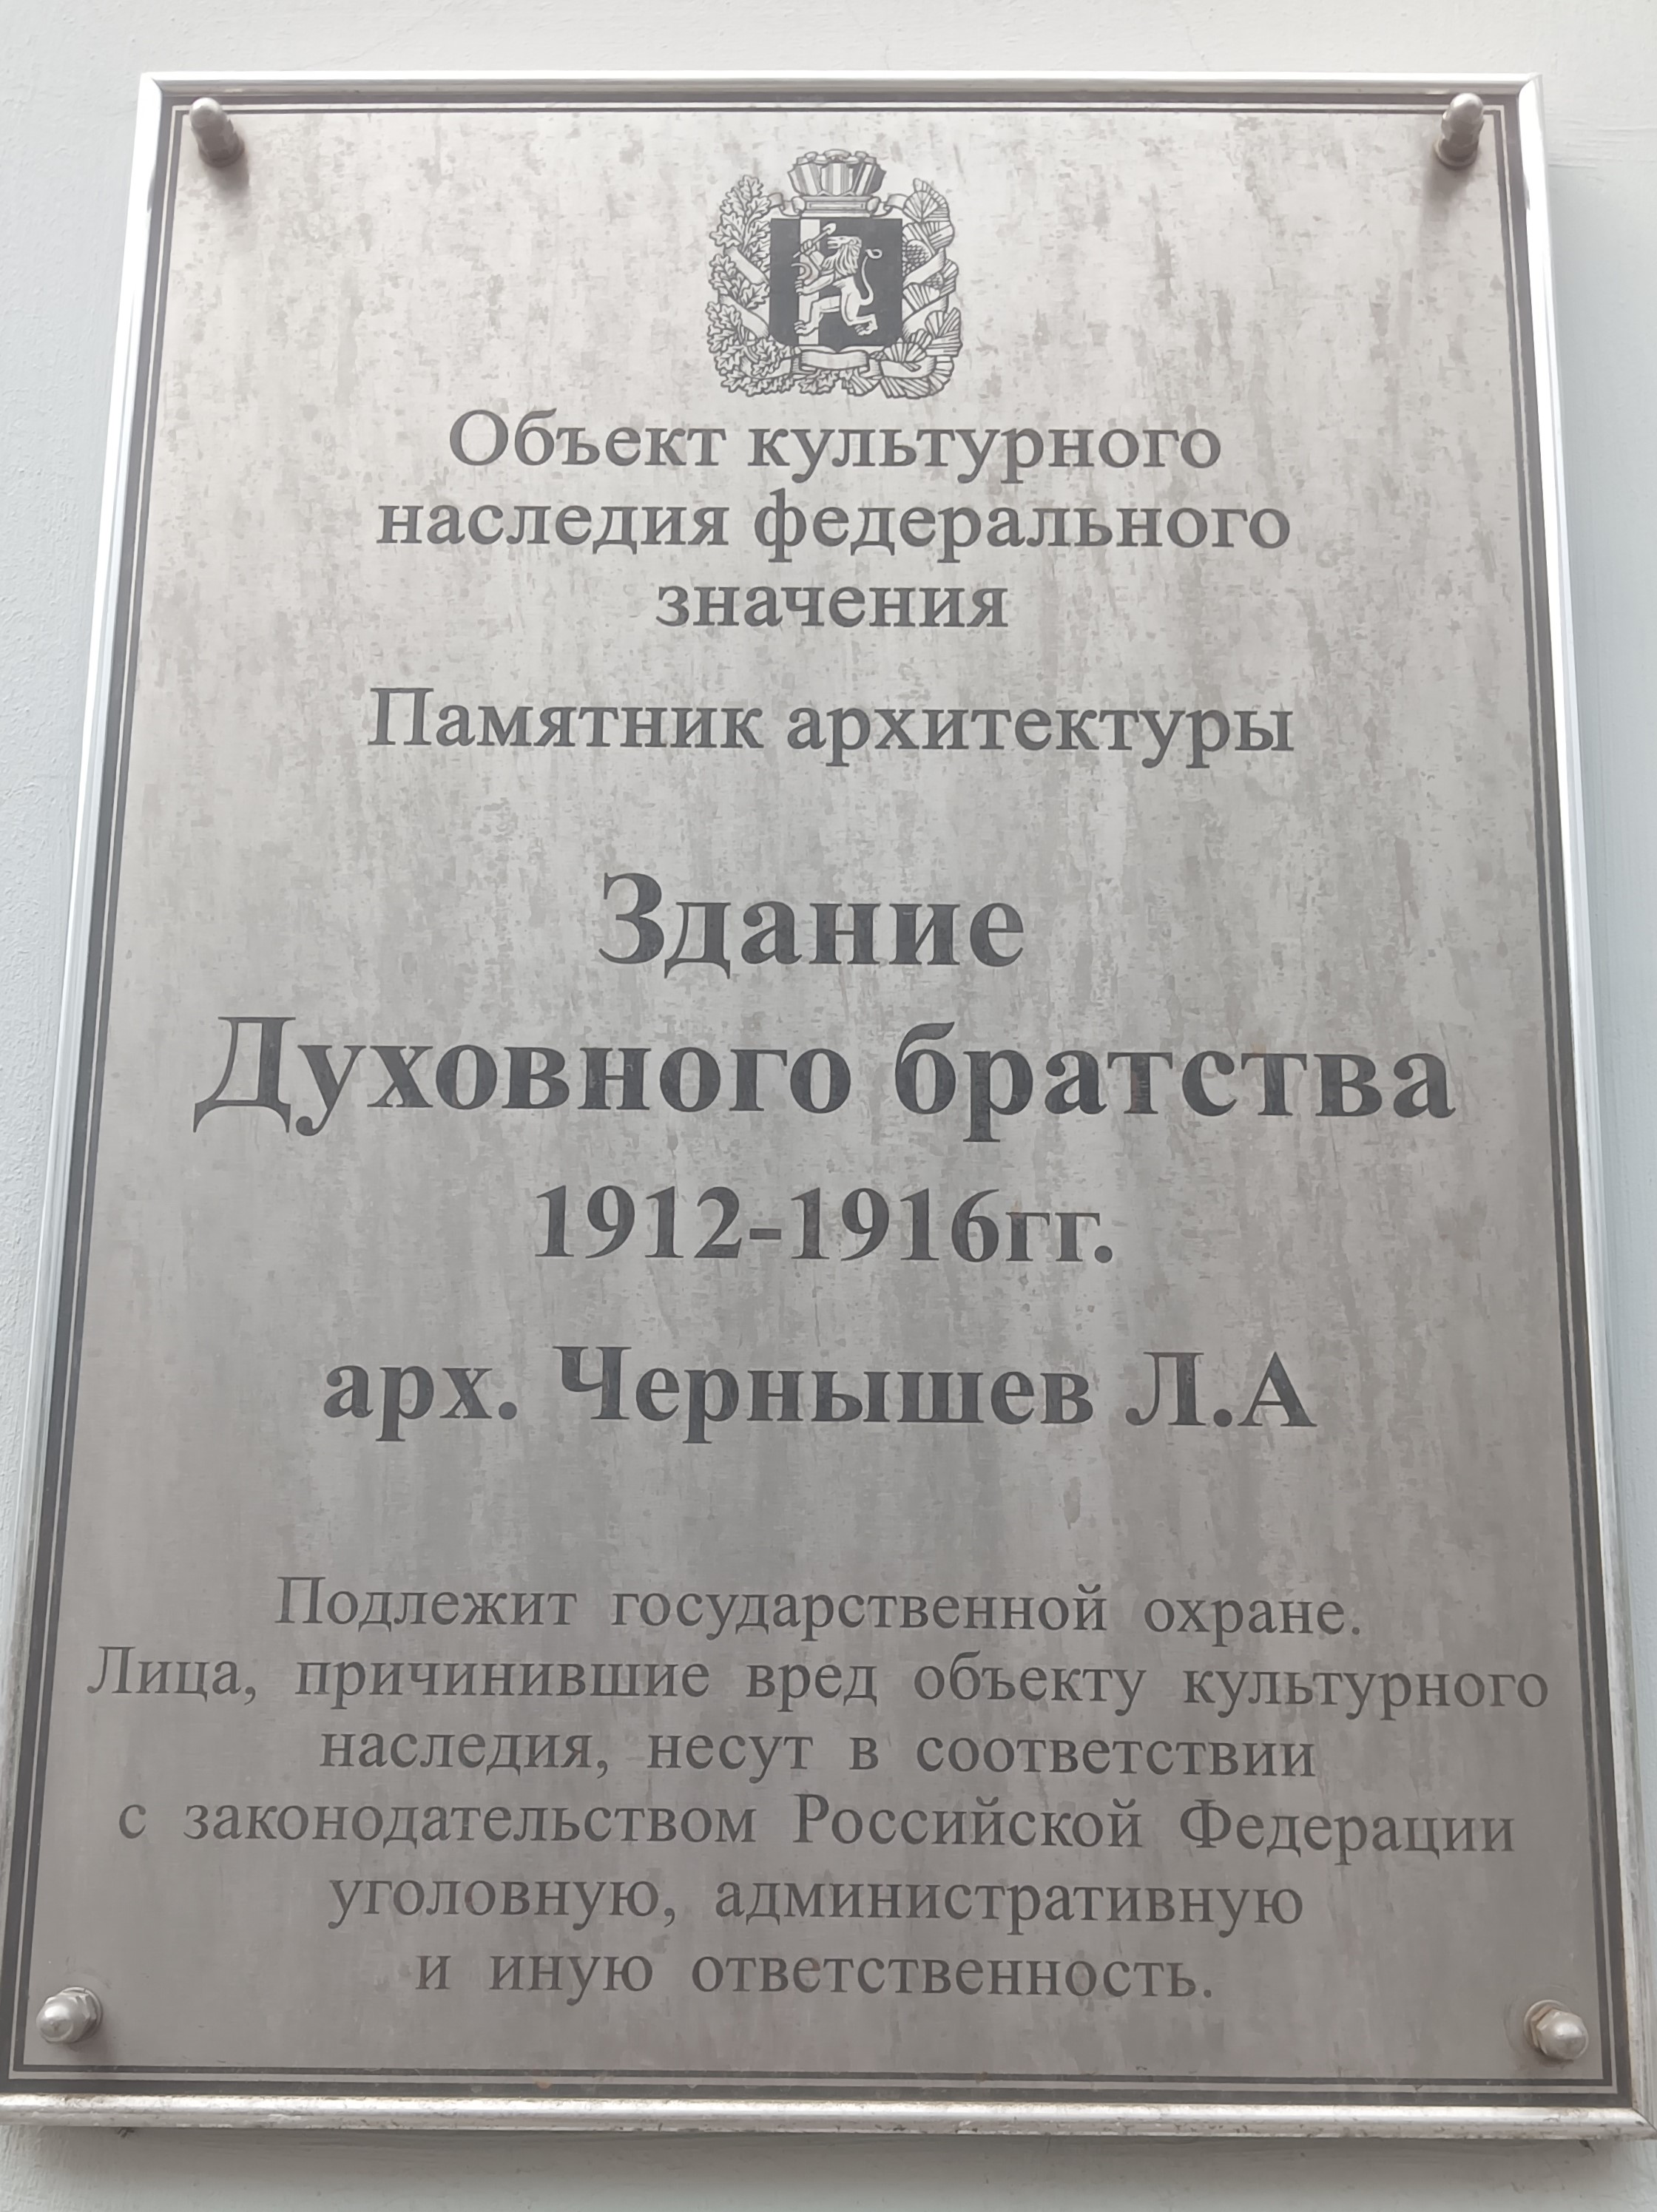 Объект культурного
наследия федерального
значения
Памятник архитектуры
Здание
Духовного братства
1912-1916гг.
арх. Чернышев Л.А
Подлежит государственной охране.
Лица, причинившие вред объекту культурного
наследия, несут в соответствии
с законодательством Российской Федерации
уголовную, административную
и иную ответственность.